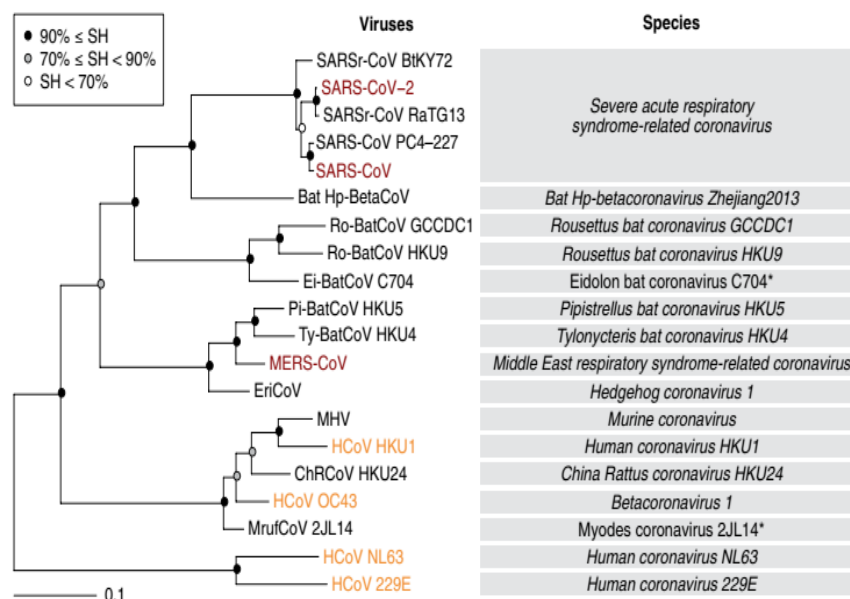 90% ≤ SH
70% ≤ SH < 90%
SH < 70%
Viruses
Species
SARSr-CoV BtKY72
SARS-CoV-2
SARSr-CoV RaTG13
SARS-CoV PC4-227
SARS-CoV
Severe acute respiratory
syndrome-related coronavirus
Bat Hp-BetaCoV
Bat Hp-betacoronavirus Zhejiang2013
Ro-BatCoV GCCDC1
Rousettus bat coronavirus GCCDC1
Ro-BatCoV HKU9
Rousettus bat coronavirus HKU9
Ei-BatCoV C704
Eidolon bat coronavirus C704*
Pi-BatCoV HKU5
Pipistrellus bat coronavirus HKU5
Ty-BatCoV HKU4
Tylonycteris bat coronavirus HKU4
MERS-CoV
Middle East respiratory syndrome-related coronavirus
EriCoV
Hedgehog coronavirus 1
MHV
Murine coronavirus
HCoV HKU1
Human coronavirus HKU1
ChRCoV HKU24
China Rattus coronavirus HKU24
HCoV OC43
Betacoronavirus 1
MrufCoV 2JL14
Myodes coronavirus 2JL14*
HCoV NL63
Human coronavirus NL63
HCoV 229E
Human coronavirus 229E
0.1